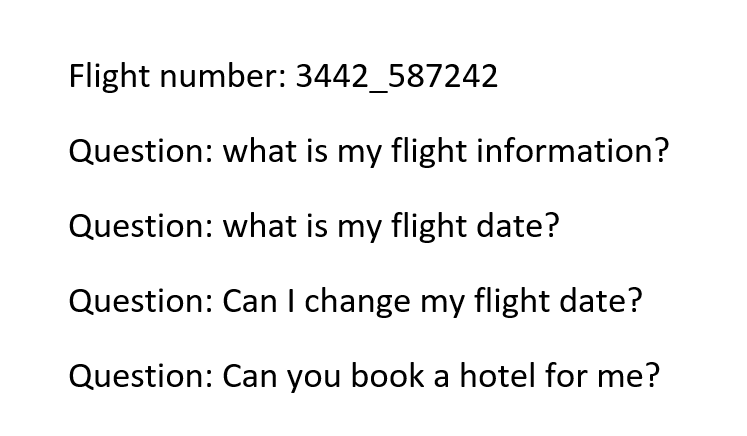 Flight number: 3442_587242
Question: what is my flight information?
Question: what is my flight date?
Question: Can I change my flight date?
Question: Can you book a hotel for me?